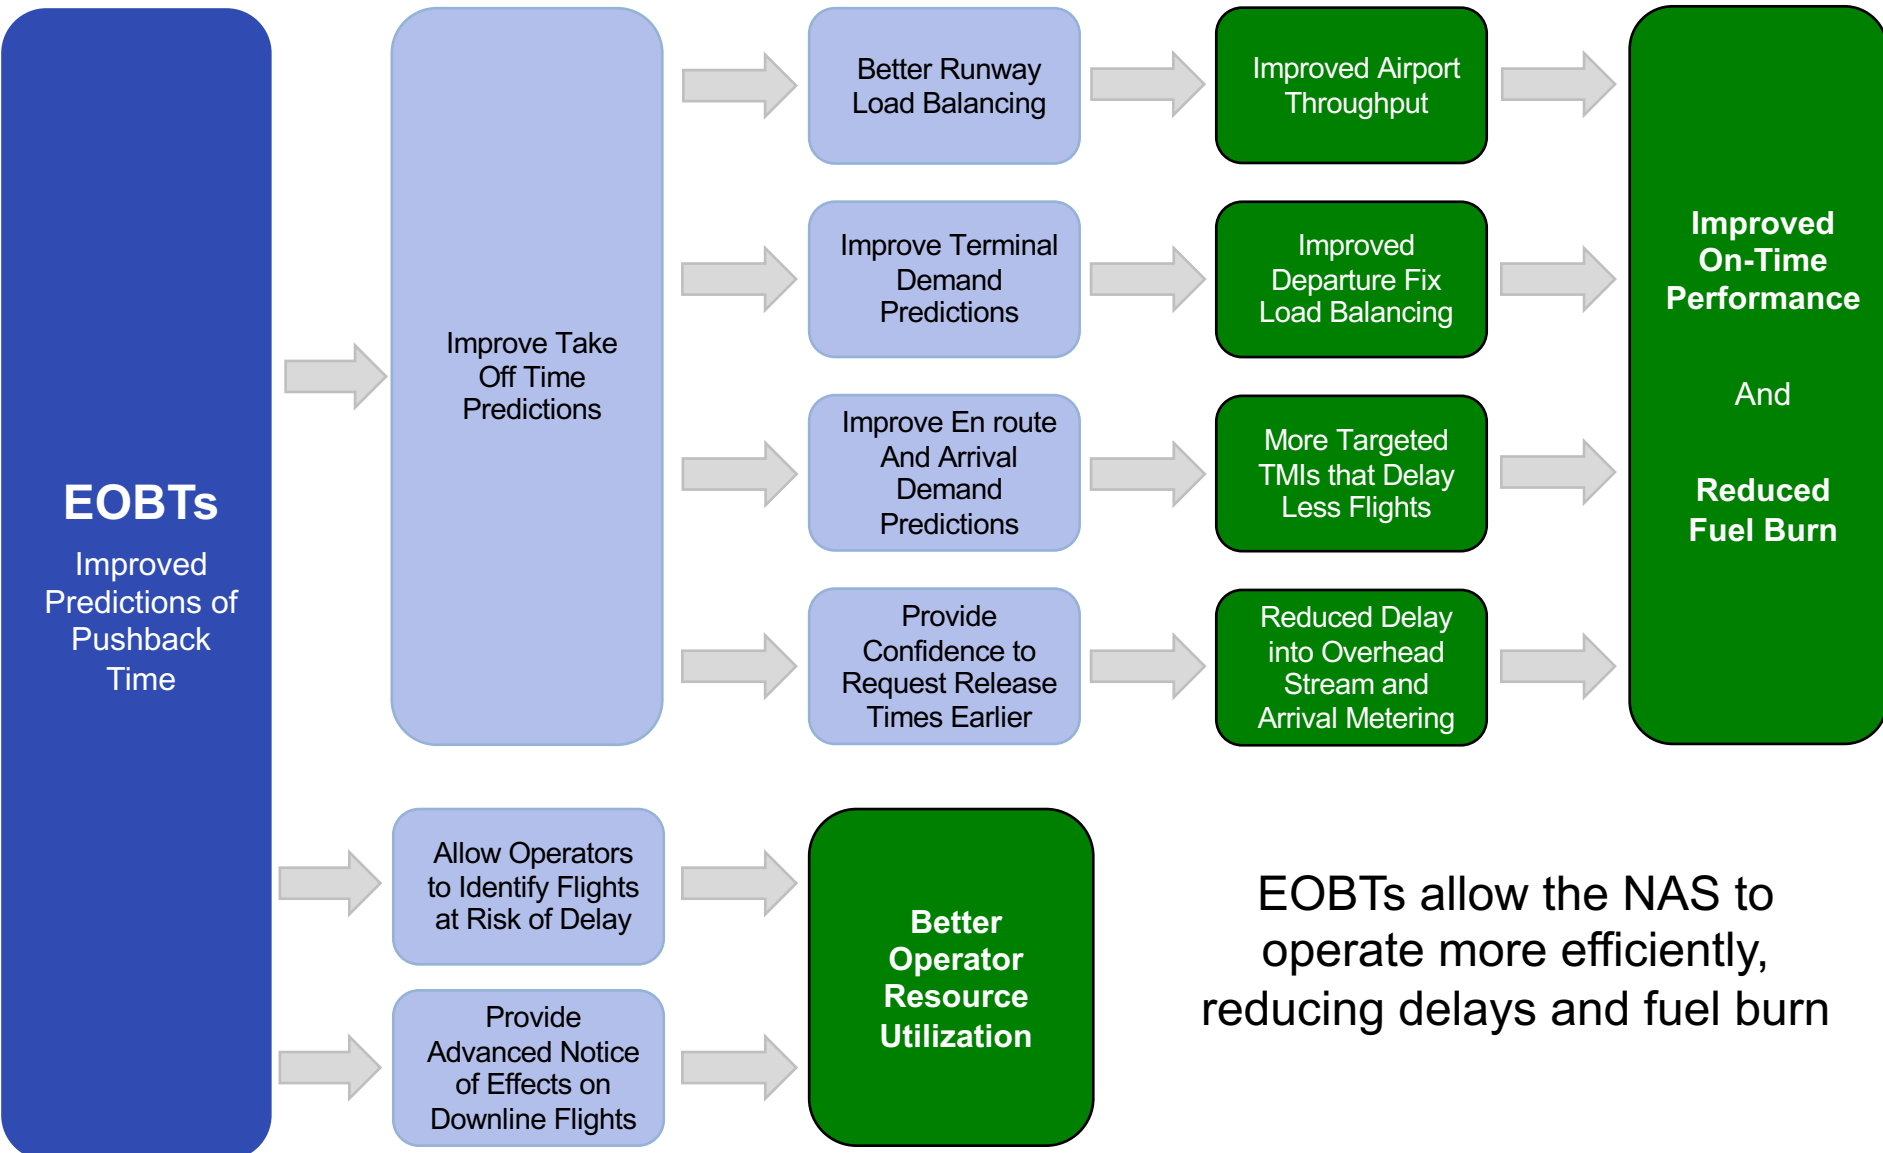 EOBTs
Improved
Predictions of
Pushback
Time
Improve Take
Off Time
Predictions
Better Runway
Load Balancing
Improved Airport
Throughput
Improve Terminal
Demand
Predictions
Improved
Departure Fix
Load Balancing
Improve En route
And Arrival
Demand
Predictions
More Targeted
TMIs that Delay
Less Flights
Provide
Confidence to
Request Release
Times Earlier
Reduced Delay
into Overhead
Stream and
Arrival Metering
Improved
On-Time
Performance
And
Reduced
Fuel Burn
Allow Operators
to Identify Flights
at Risk of Delay
Provide
Advanced Notice
of Effects on
Downline Flights
Better
Operator
Resource
Utilization
EOBTs allow the NAS to
operate more efficiently,
reducing delays and fuel burn